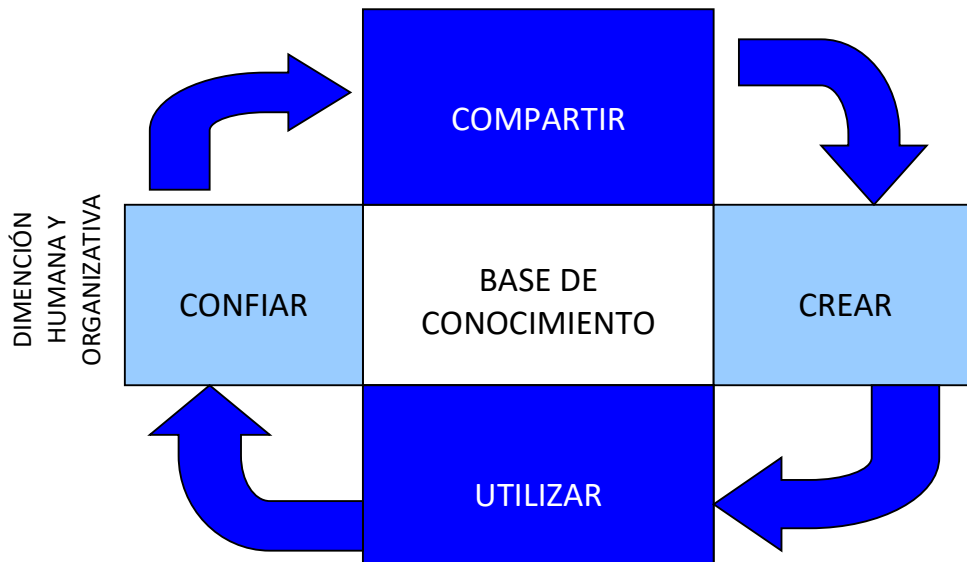 COMPARTIR
DIMENCIÓN
HUMANA Y
ORGANIZATIVA
CONFIAR
BASE DE
CONOCIMIENTO
CREAR
UTILIZAR